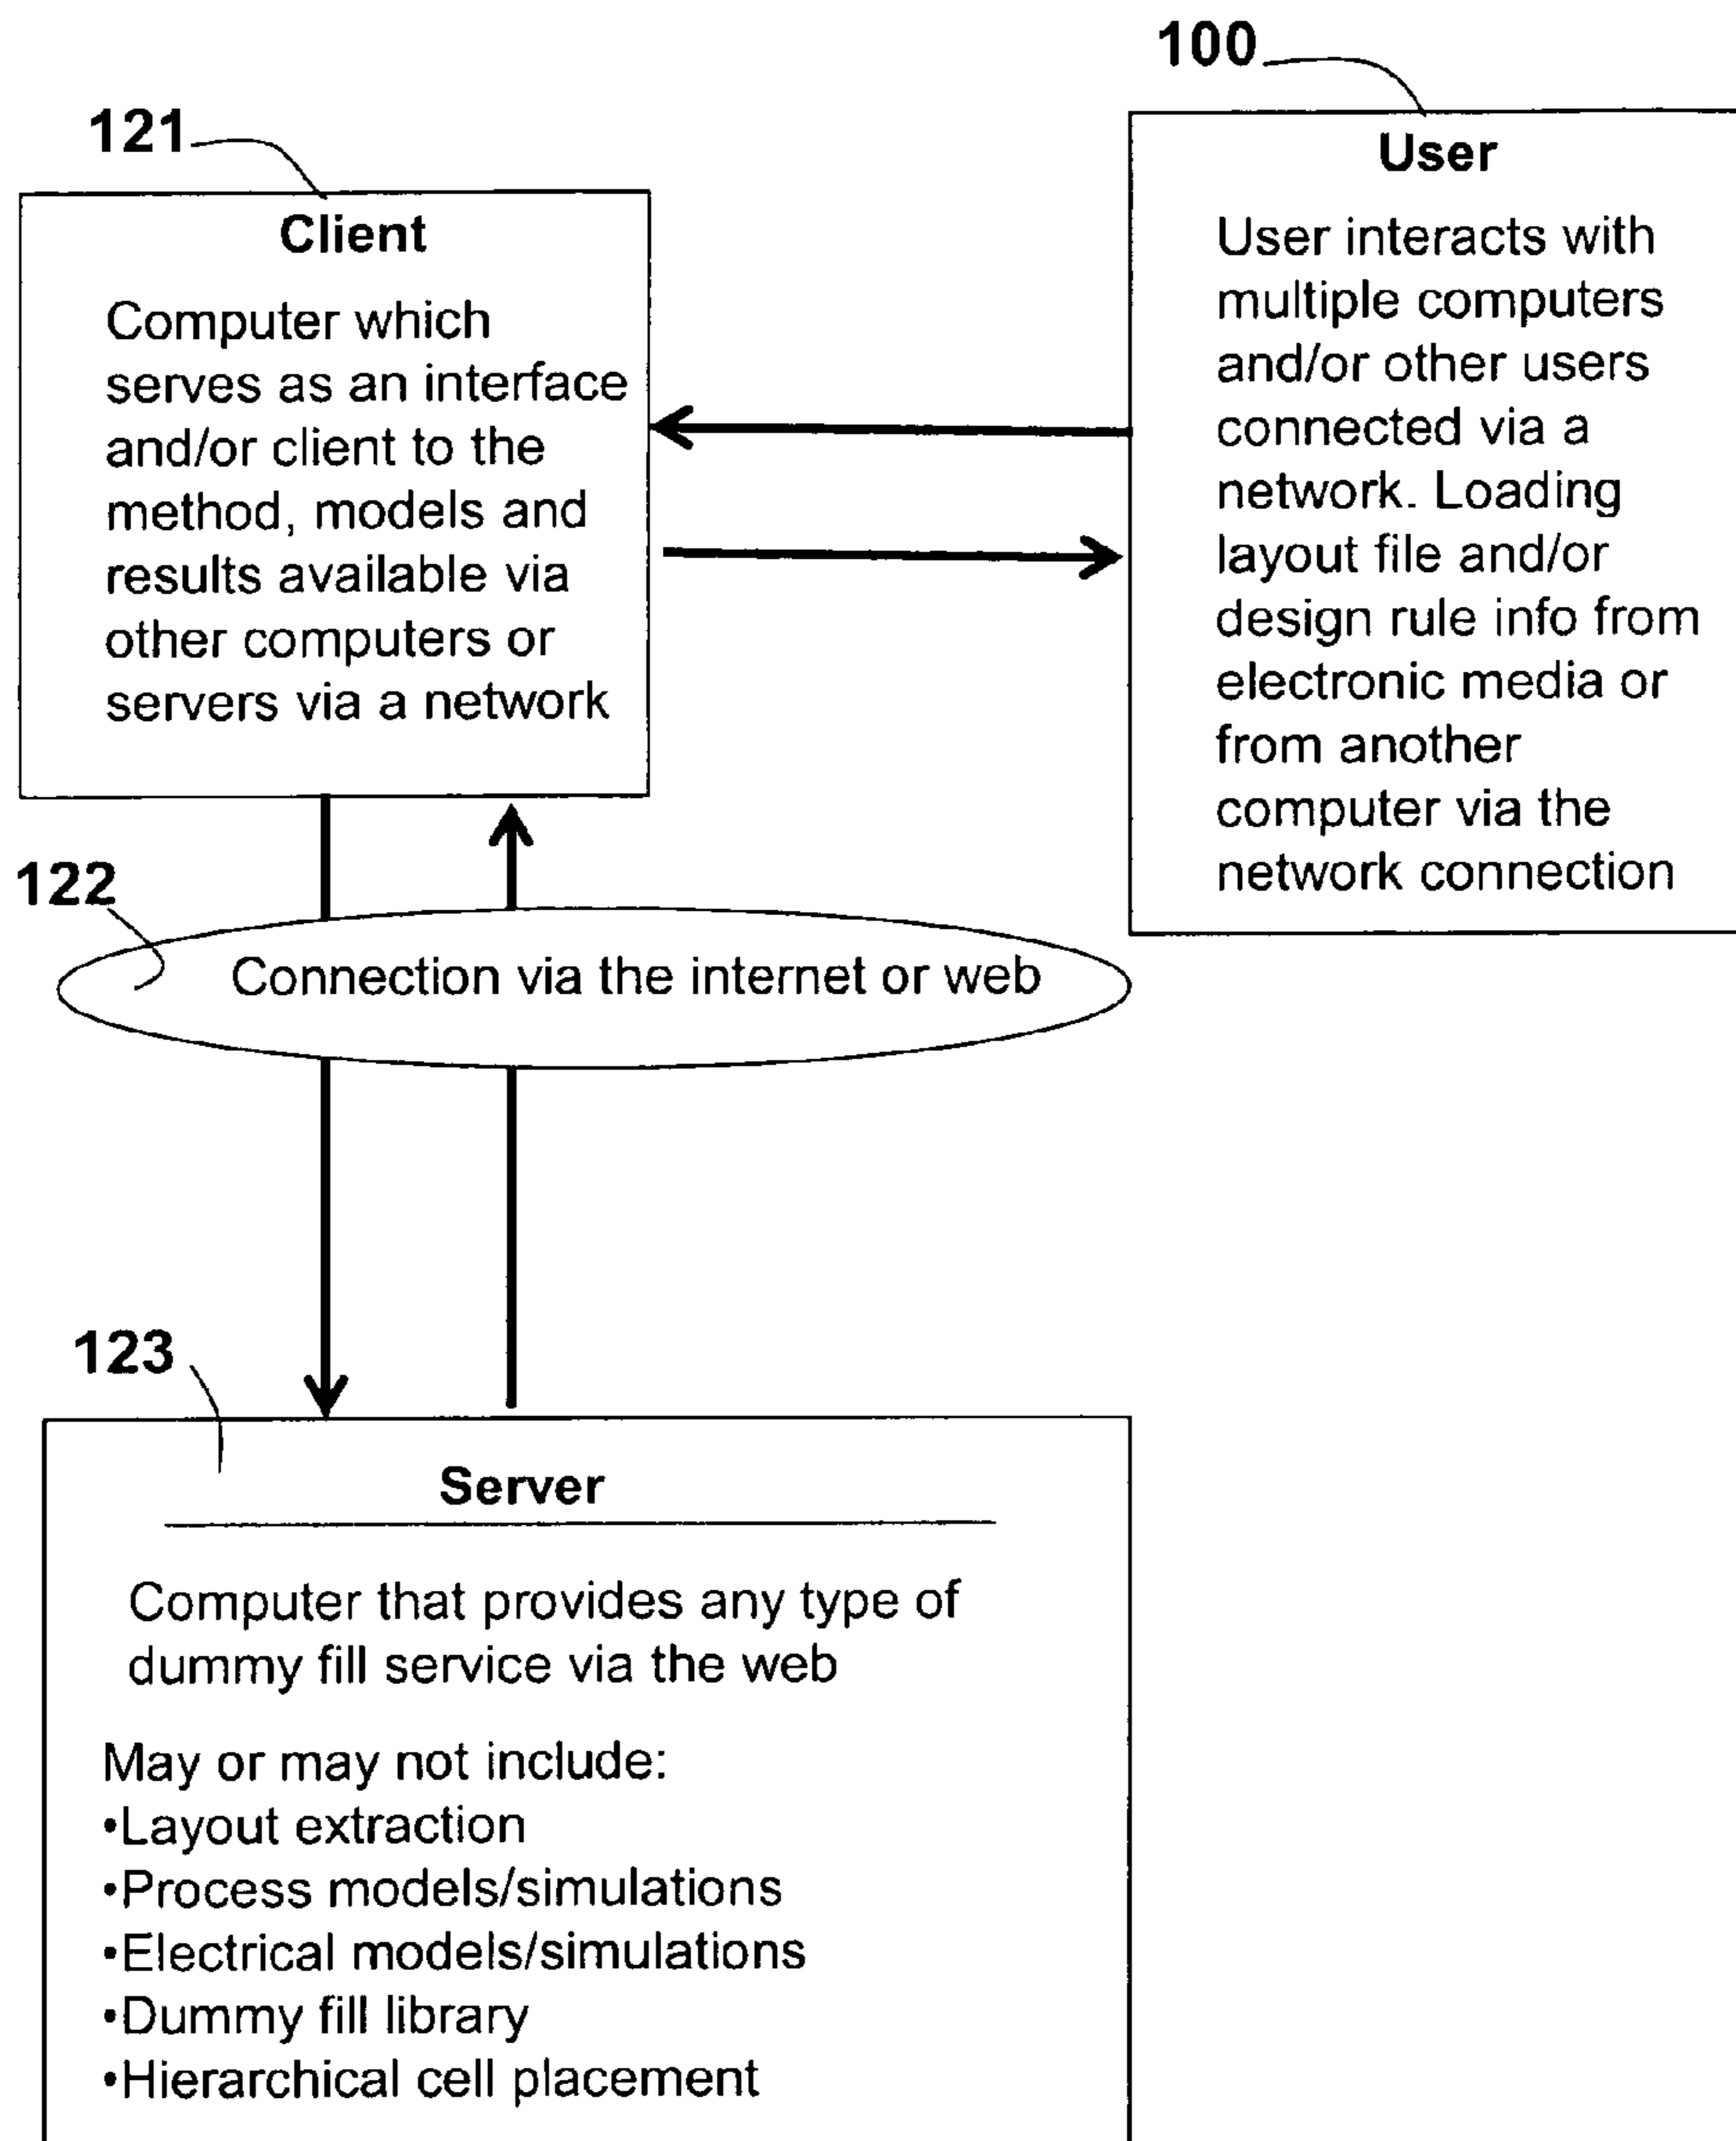 100
User
User interacts with
multiple computers
and/or other users
connected via a
network. Loading
layout file and/or
design rule info from
electronic media or
from another
computer via the
network connection
121
Client
Computer which
serves as an interface
and/or client to the
method, models and
results available via
other computers or
servers via a network
122
Connection via the internet or web
123
Server
Computer that provides any type of
dummy fill service via the web
May or may not include:
•Layout extraction
•Process models/simulations
•Electrical models/simulations
•Dummy fill library
•Hierarchical cell placement